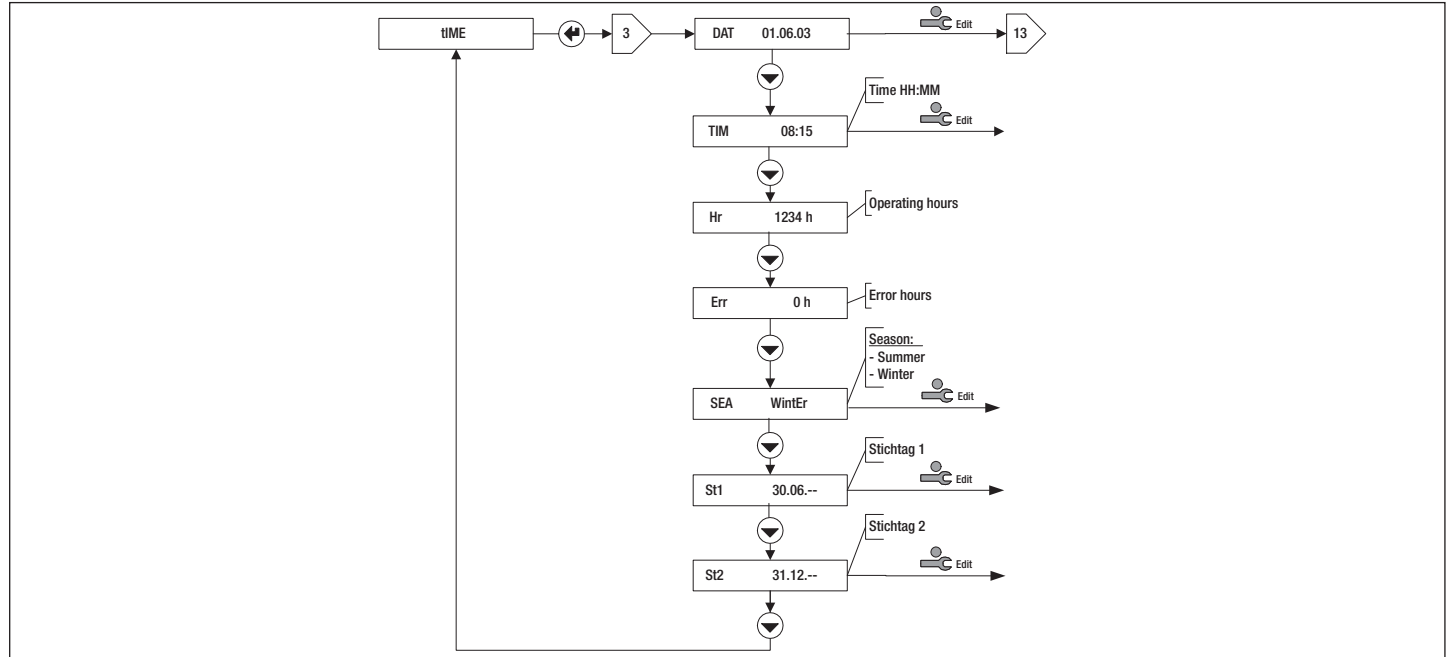 tIME
3
DAT 01.06.03
Edit
13
Time HH:MM
TIM 08:15
Edit
Hr 1234 h
Operating hours
Err 0 h
Error hours
Season:
- Summer
- Winter
SEA WintEr
Edit
Stichtag 1
St1 30.06.--
Edit
Stichtag 2
St2 31.12.--
Edit